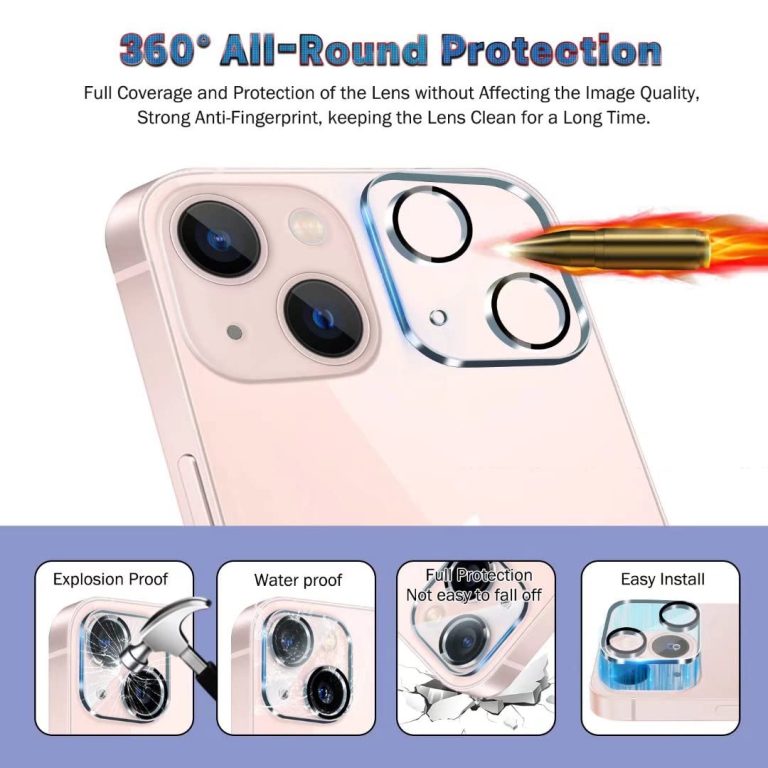 360° All-Round Protection
Full Coverage and Protection of the Lens without Affecting the Image Quality,
Strong Anti-Fingerprint, keeping the Lens Clean for a Long Time.
Explosion Proof
Water proof
Full Protection
Not easy to fall off
Easy Install